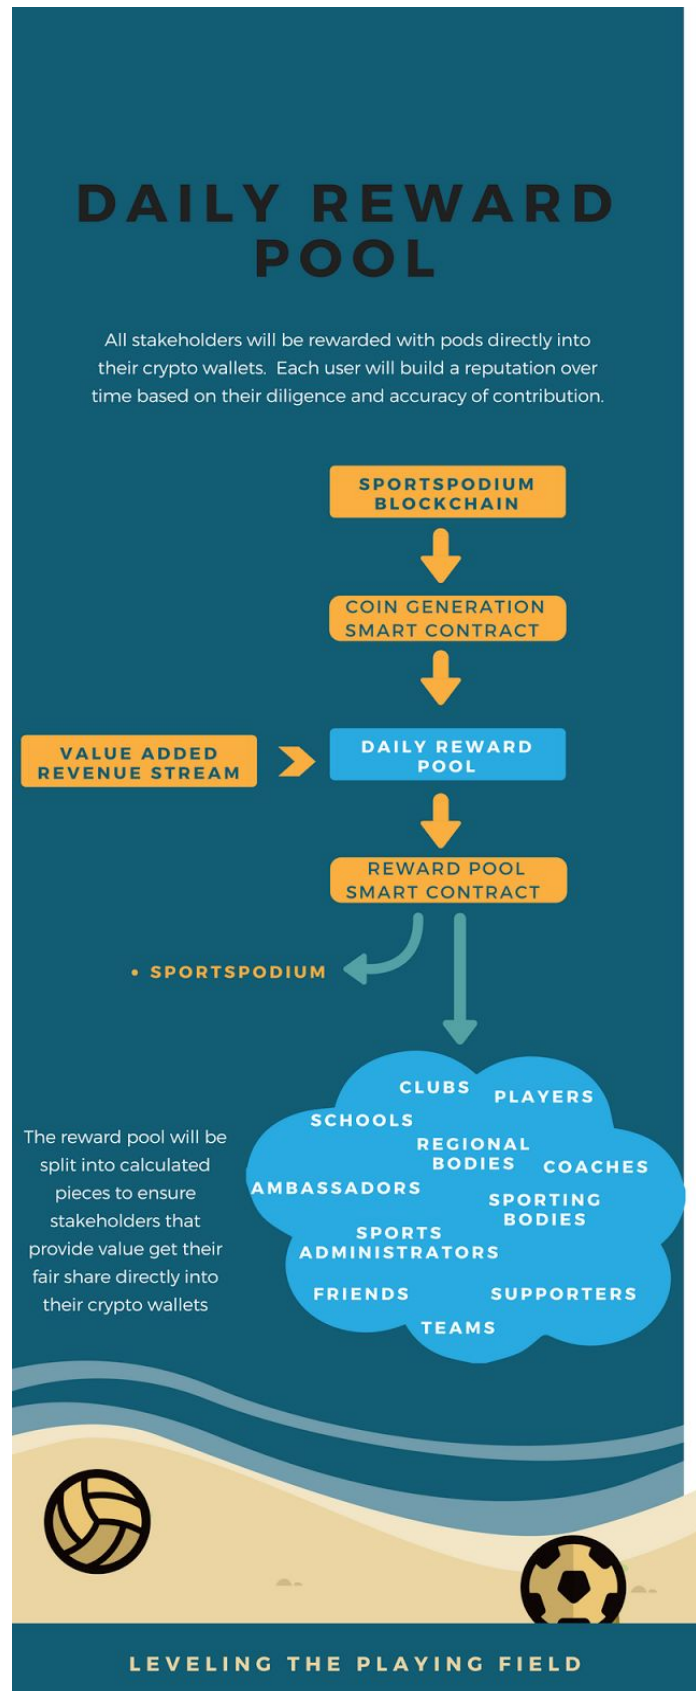 DAILY REWARD
POOL
All stakeholders will be rewarded with pods directly into
their crypto wallets. Each user will build a reputation over
time based on their diligence and accuracy of contribution.
SPORTSPODIUM
BLOCKCHAIN
COIN GENERATION
SMART CONTRACT
VALUE ADDED
REVENUE STREAM
DAILY REWARD
POOL
REWARD POOL
SMART CONTRACT
• SPORTSPODIUM
The reward pool will be
split into calculated
pieces to ensure
stakeholders that
provide value get their
fair share directly into
their crypto wallets
CLUBS
PLAYERS
SCHOOLS
REGIONAL
BODIES
COACHES
AMBASSADORS
SPORTING
BODIES
SPORTS
ADMINISTRATORS
FRIENDS
SUPPORTERS
TEAMS
LEVELING THE PLAYING FIELD